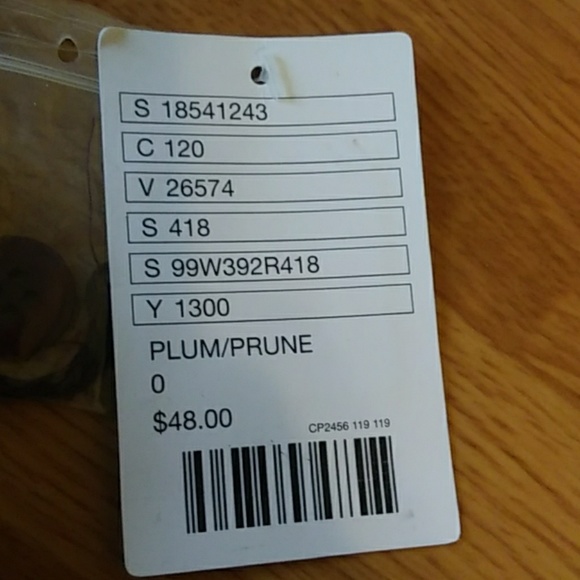 S 18541243
C 120
V 26574
S 418
S 99W392R418
Y 1300
PLUM/PRUNE
0
$48.00
CP2456 119 119